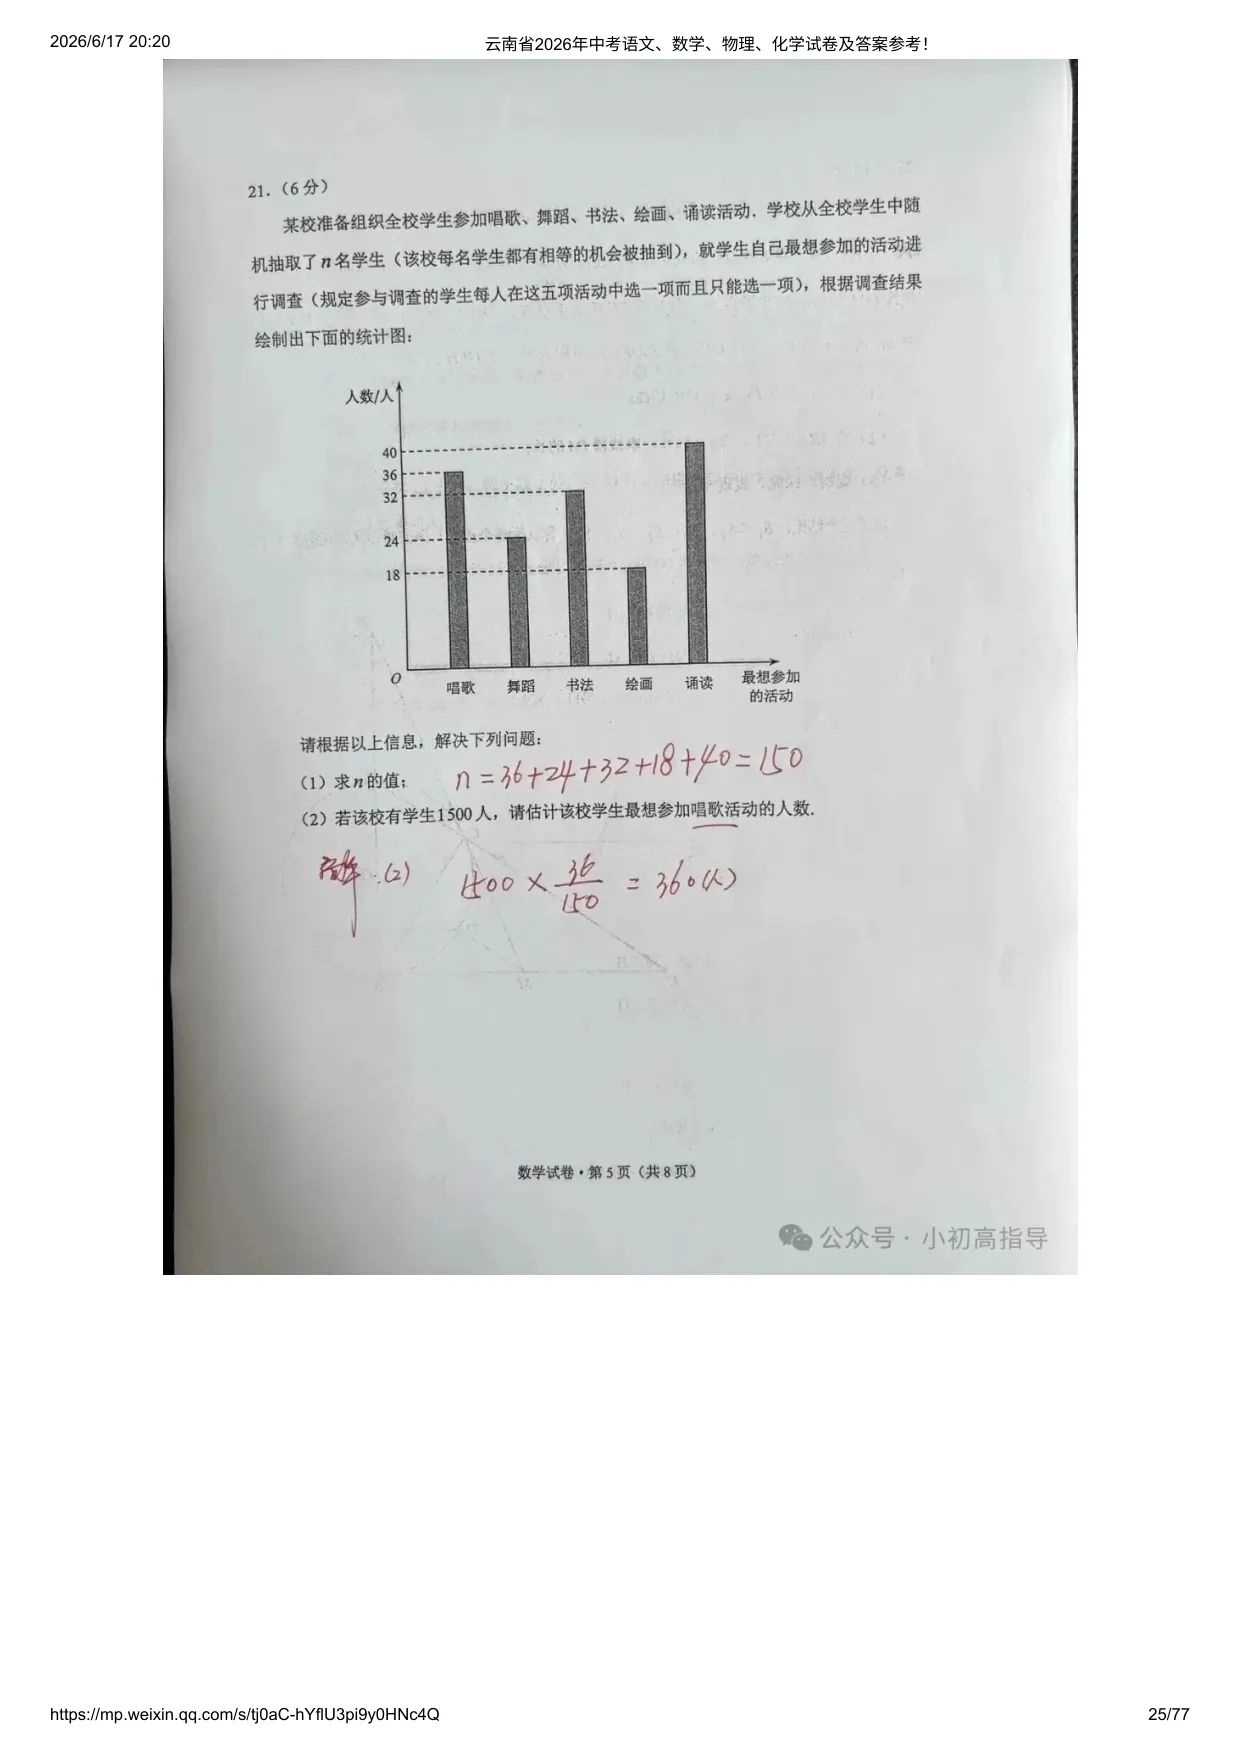 2026/6/17 20:20
云南省2026年中考语文、数学、物理、化学试卷及答案参考！
21.（6分）
某校准备组织全校学生参加唱歌、舞蹈、书法、绘画、诵读活动．学校从全校学生中随
机抽取了n名学生（该校每名学生都有相等的机会被抽到），就学生自己最想参加的活动进
行调查（规定参与调查的学生每人在这五项活动中选一项而且只能选一项），根据调查结果
绘制出下面的统计图：
人数/人
40
36
32
24
18
O
唱歌 舞蹈 书法 绘画 诵读 最想参加
的活动
请根据以上信息，解决下列问题：
（1）求n的值； n=36+24+32+18+40=150
（2）若该校有学生1500人，请估计该校学生最想参加唱歌活动的人数．
解 (2) 1500×36/150=360(人)
数学试卷·第5页（共8页）
公众号·小初高指导
https://mp.weixin.qq.com/s/tj0aC-hYflU3pi9y0HNc4Q
25/77